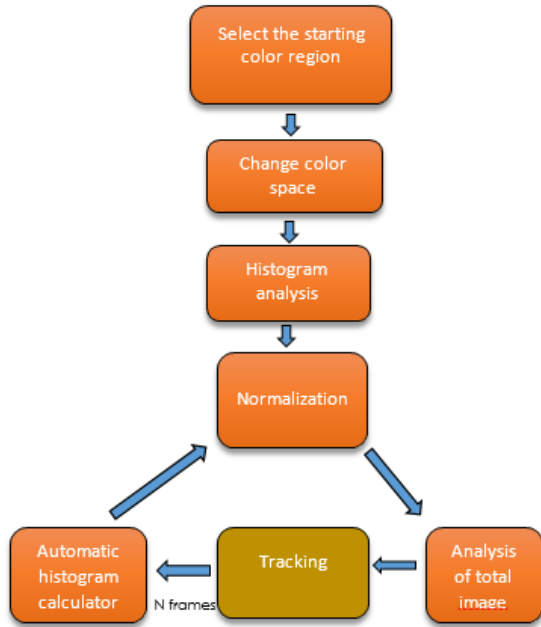 Select the starting
color region
Change color
space
Histogram
analysis
Normalization
Automatic
histogram
calculator
N frames
Tracking
Analysis
of total
image